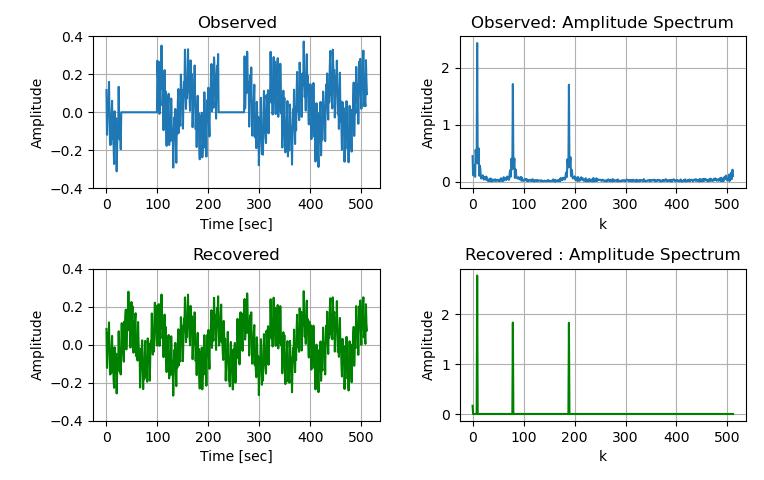 Observed
Amplitude
0.4
0.2
0.0
−0.2
−0.4
0 100 200 300 400 500
Time [sec]
Observed: Amplitude Spectrum
Amplitude
2
1
0
0 100 200 300 400 500
k
Recovered
Amplitude
0.4
0.2
0.0
−0.2
−0.4
0 100 200 300 400 500
Time [sec]
Recovered : Amplitude Spectrum
Amplitude
2
1
0
0 100 200 300 400 500
k